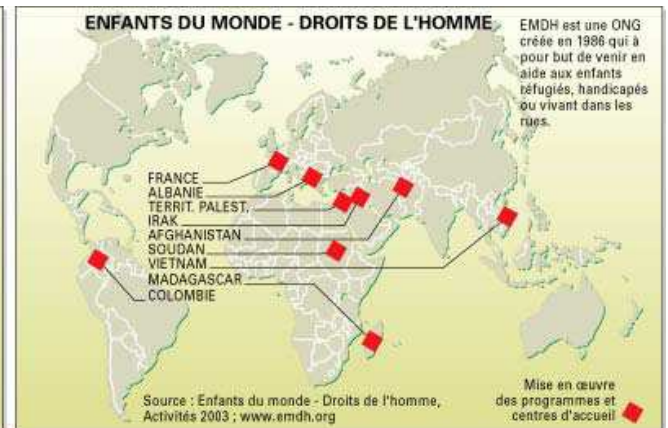 ENFANTS DU MONDE - DROITS DE L'HOMME
EMDH est une ONG
créée en 1986 qui à
pour but de venir en
aide aux enfants
réfugiés, handicapés
ou vivant dans les
rues.
FRANCE
ALBANIE
TERRIT. PALEST.
IRAK
AFGHANISTAN
SOUDAN
VIETNAM
MADAGASCAR
COLOMBIE
Source : Enfants du monde - Droits de l'homme,
Activités 2003 ; www.emdh.org
Mise en œuvre
des programmes et
centres d'accueil